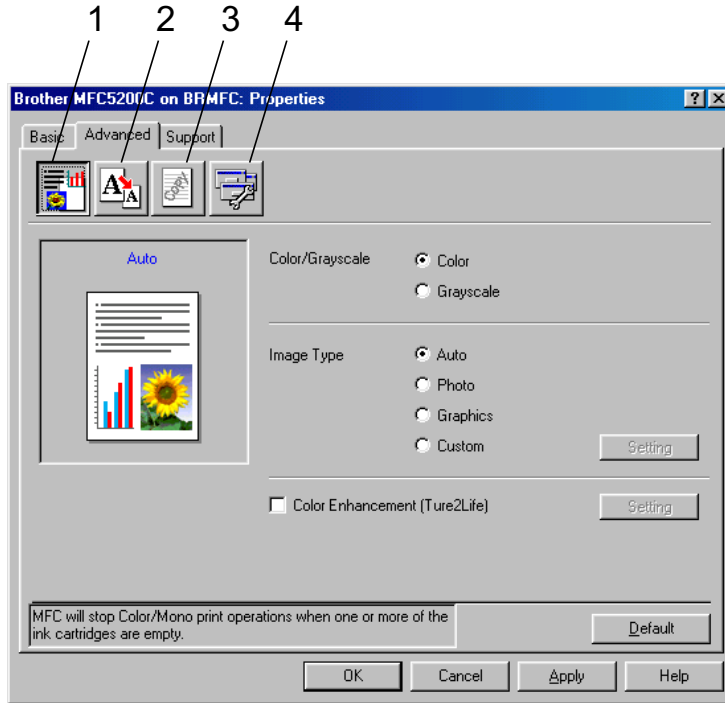 1 2 3 4
Brother MFC5200C on BRMFC: Properties
Basic Advanced Support
A A COPY
Auto
Color/Grayscale
Color
Grayscale
Image Type
Auto
Photo
Graphics
Custom
Setting
Color Enhancement (Ture2Life)
Setting
MFC will stop Color/Mono print operations when one or more of the
ink cartridges are empty.
Default
OK Cancel Apply Help